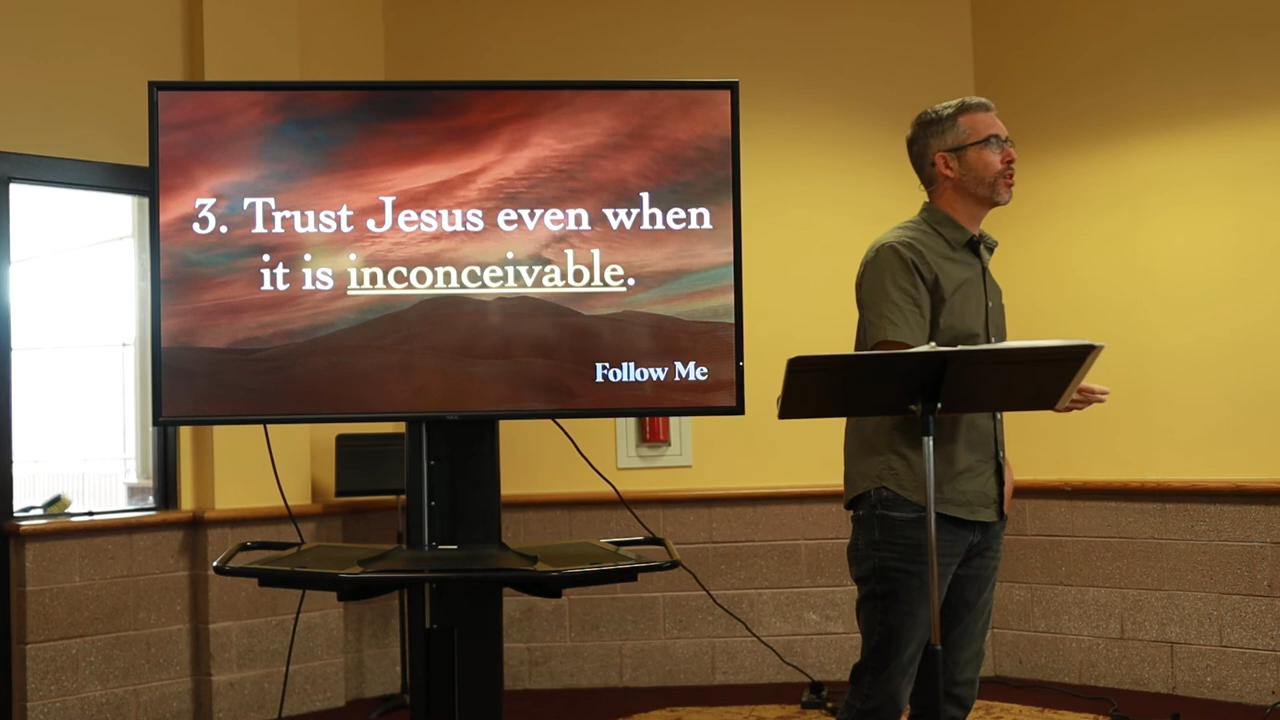 3. Trust Jesus even when
it is inconceivable.
Follow Me